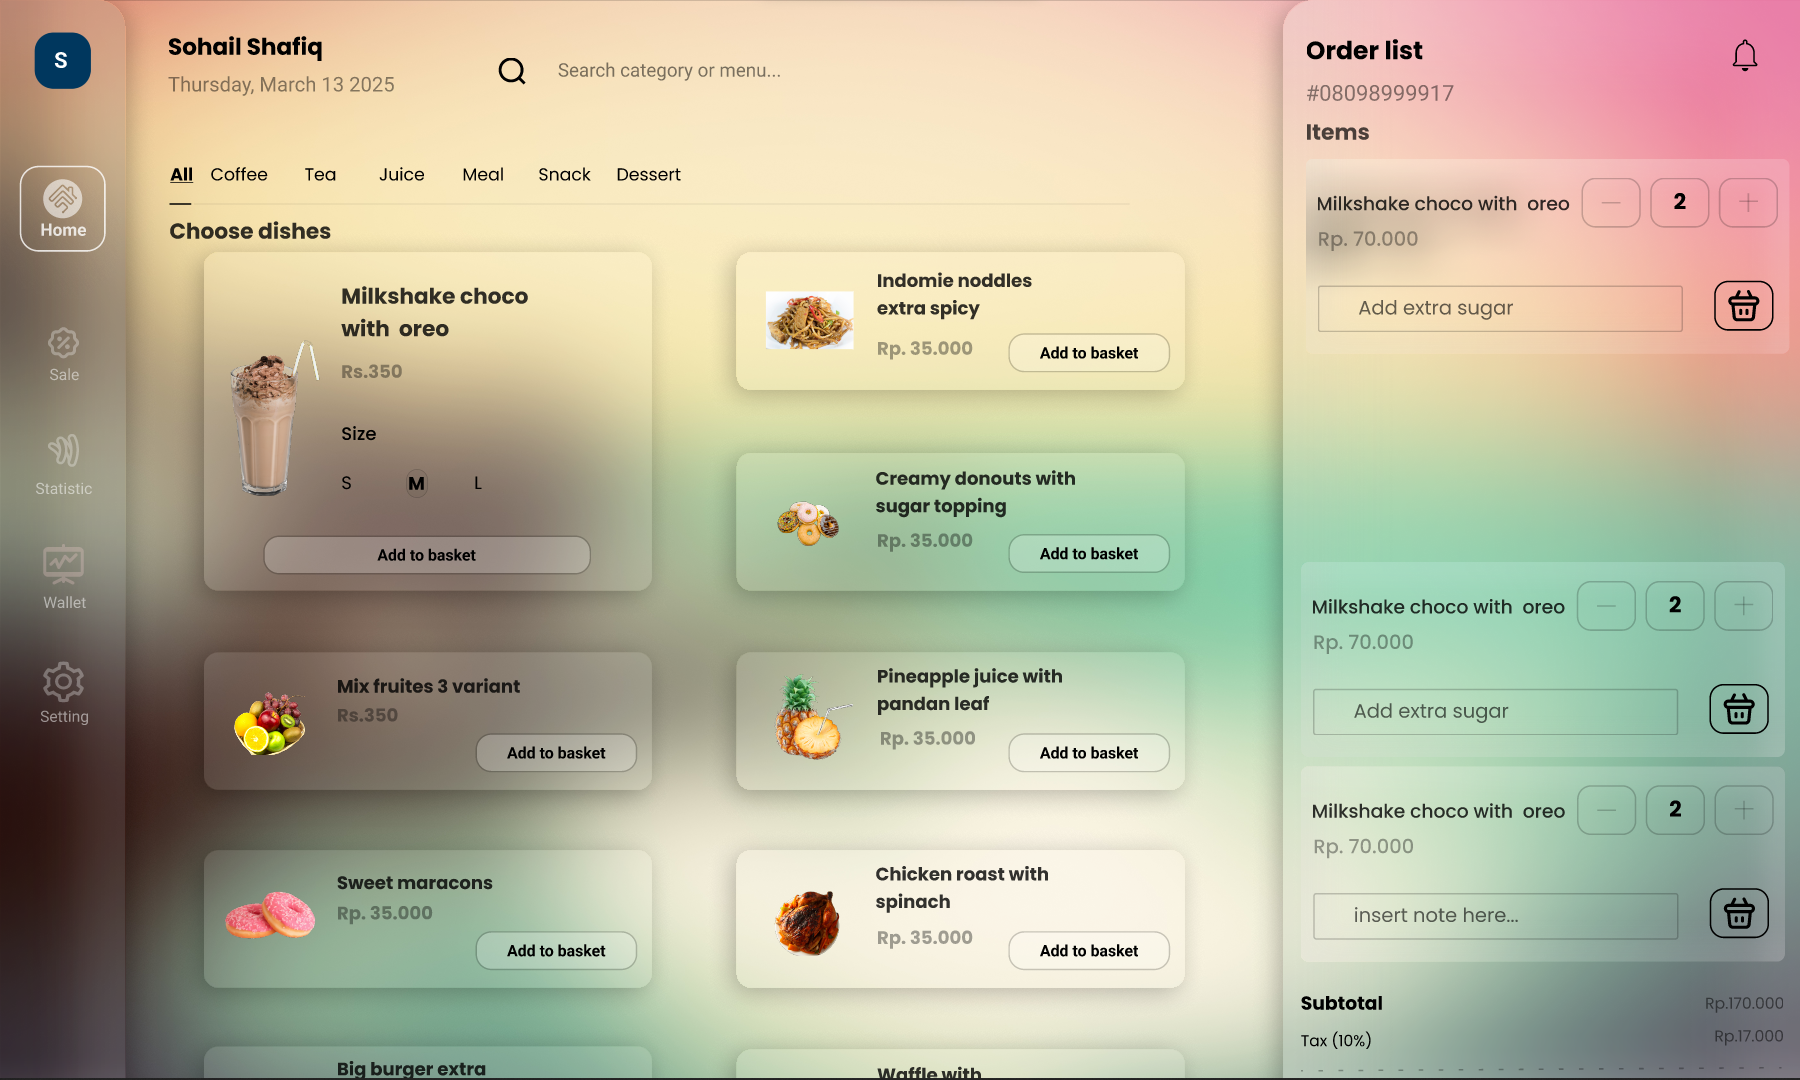 S
Home
Sale
Statistic
Wallet
Setting
Sohail Shafiq
Thursday, March 13 2025
Search category or menu...
All Coffee Tea Juice Meal Snack Dessert
Choose dishes
Milkshake choco
with oreo
Rs.350
Size
S M L
Add to basket
Indomie noddles
extra spicy
Rp. 35.000
Add to basket
Creamy donouts with
sugar topping
Rp. 35.000
Add to basket
Mix fruites 3 variant
Rs.350
Add to basket
Pineapple juice with
pandan leaf
Rp. 35.000
Add to basket
Sweet maracons
Rp. 35.000
Add to basket
Chicken roast with
spinach
Rp. 35.000
Add to basket
Big burger extra
Waffle with
Order list
#08098999917
Items
Milkshake choco with oreo 2
Rp. 70.000
Add extra sugar
Milkshake choco with oreo 2
Rp. 70.000
Add extra sugar
Milkshake choco with oreo 2
Rp. 70.000
insert note here...
Subtotal Rp.170.000
Tax (10%) Rp.17.000